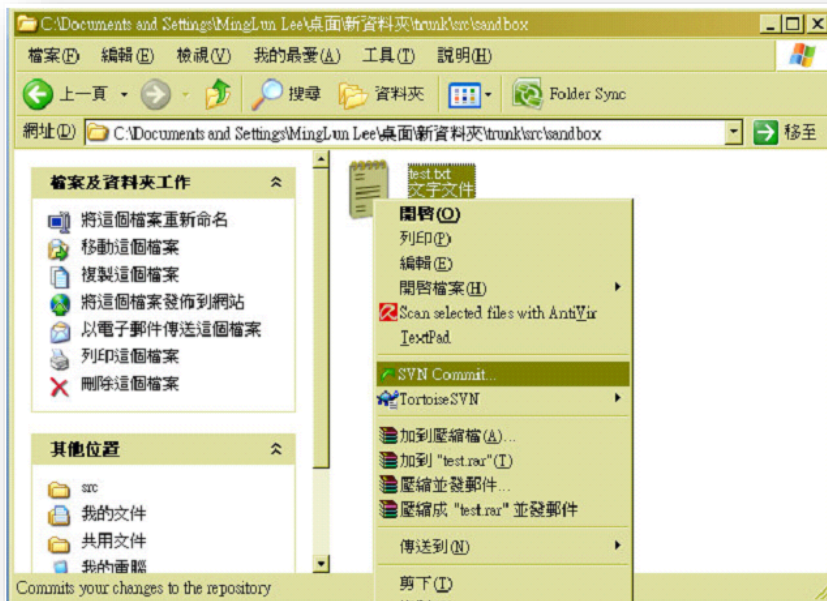 C:\Documents and Settings\MingLun Lee\桌面\新資料夾\trunk\src\sandbox
檔案(F) 編輯(E) 檢視(V) 我的最愛(A) 工具(T) 說明(H)
上一頁 搜尋 資料夾 Folder Sync
網址(D) C:\Documents and Settings\MingLun Lee\桌面\新資料夾\trunk\src\sandbox 移至
檔案及資料夾工作
將這個檔案重新命名
移動這個檔案
複製這個檔案
將這個檔案發佈到網站
以電子郵件傳送這個檔案
列印這個檔案
刪除這個檔案
其他位置
src
我的文件
共用文件
我的電腦
test.txt
文字文件
開啓(O)
列印(P)
編輯(E)
開啓檔案(H)
Scan selected files with AntiVir
TextPad
SVN Commit...
TortoiseSVN
加到壓縮檔(A)...
加到 "test.rar"(T)
壓縮並發郵件...
壓縮成 "test.rar" 並發郵件
傳送到(N)
剪下(T)
Commits your changes to the repository